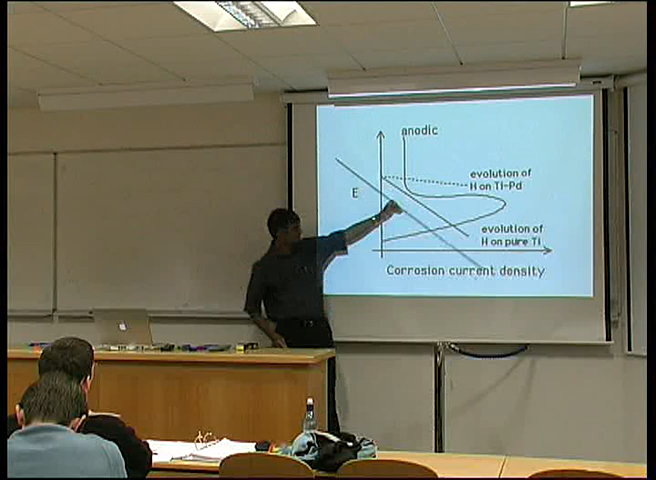 anodic
evolution of
H on Ti-Pd
E
evolution of
H on pure Ti
Corrosion current density